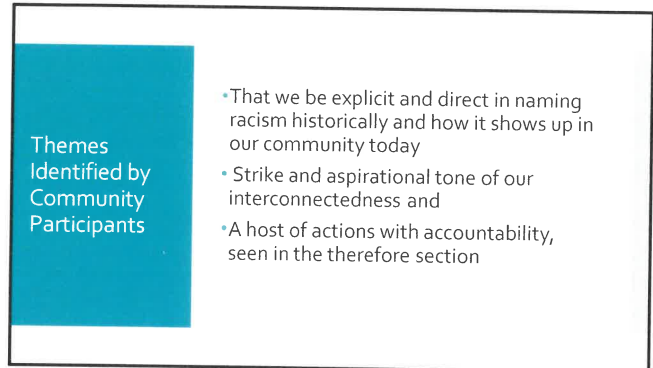 Themes
Identified by
Community
Participants
•That we be explicit and direct in naming
racism historically and how it shows up in
our community today
• Strike and aspirational tone of our
interconnectedness and
•A host of actions with accountability,
seen in the therefore section